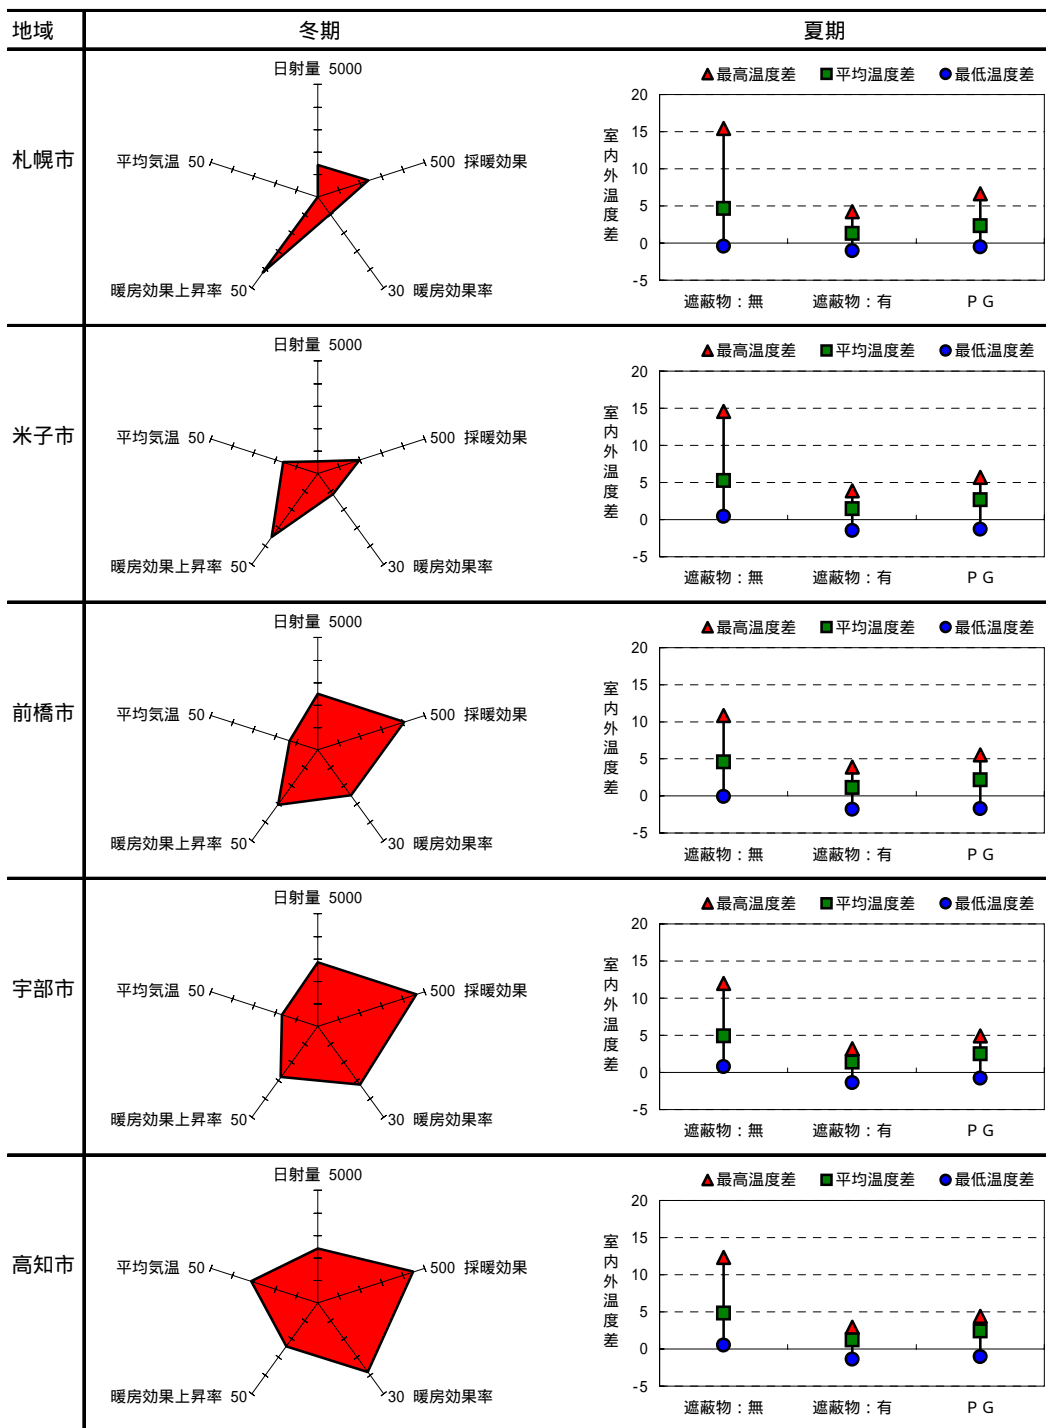 地域 冬期 夏期
札幌市
日射量 5000
500 採暖効果
30 暖房効果率
暖房効果上昇率 50
平均気温 50
最高温度差 平均温度差 最低温度差
室内外温度差
20
15
10
5
0
-5
遮蔽物：無 遮蔽物：有 ＰＧ
米子市
日射量 5000
500 採暖効果
30 暖房効果率
暖房効果上昇率 50
平均気温 50
最高温度差 平均温度差 最低温度差
室内外温度差
20
15
10
5
0
-5
遮蔽物：無 遮蔽物：有 ＰＧ
前橋市
日射量 5000
500 採暖効果
30 暖房効果率
暖房効果上昇率 50
平均気温 50
最高温度差 平均温度差 最低温度差
室内外温度差
20
15
10
5
0
-5
遮蔽物：無 遮蔽物：有 ＰＧ
宇部市
日射量 5000
500 採暖効果
30 暖房効果率
暖房効果上昇率 50
平均気温 50
最高温度差 平均温度差 最低温度差
室内外温度差
20
15
10
5
0
-5
遮蔽物：無 遮蔽物：有 ＰＧ
高知市
日射量 5000
500 採暖効果
30 暖房効果率
暖房効果上昇率 50
平均気温 50
最高温度差 平均温度差 最低温度差
室内外温度差
20
15
10
5
0
-5
遮蔽物：無 遮蔽物：有 ＰＧ